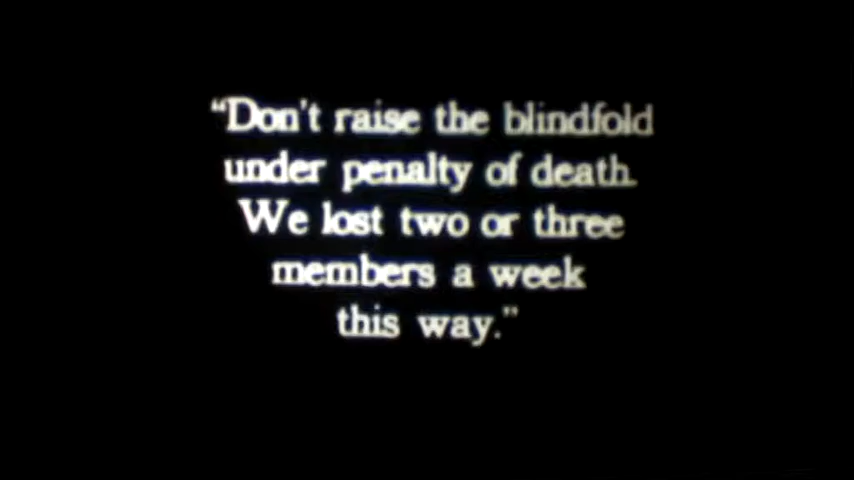 “Don't raise the blindfold
under penalty of death.
We lost two or three
members a week
this way.”